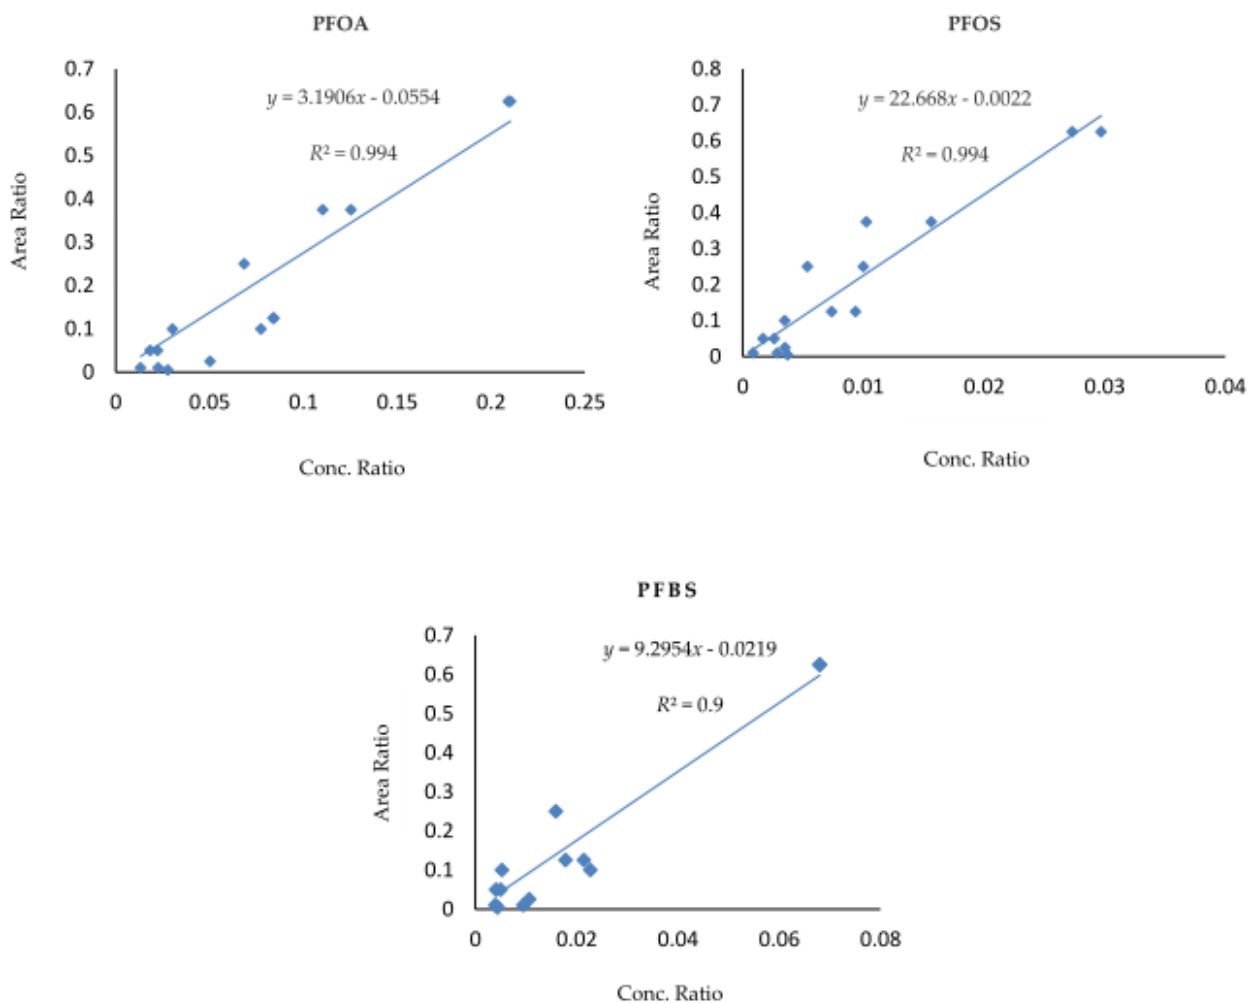 PFOA
0.7
0.6
0.5
0.4
0.3
0.2
0.1
0
y = 3.1906x - 0.0554
R² = 0.994
Area Ratio
0 0.05 0.1 0.15 0.2 0.25
Conc. Ratio
PFOS
0.8
0.7
0.6
0.5
0.4
0.3
0.2
0.1
0
y = 22.668x - 0.0022
R² = 0.994
Area Ratio
0 0.01 0.02 0.03 0.04
Conc. Ratio
PFBS
0.7
0.6
0.5
0.4
0.3
0.2
0.1
0
y = 9.2954x - 0.0219
R² = 0.9
Area Ratio
0 0.02 0.04 0.06 0.08
Conc. Ratio